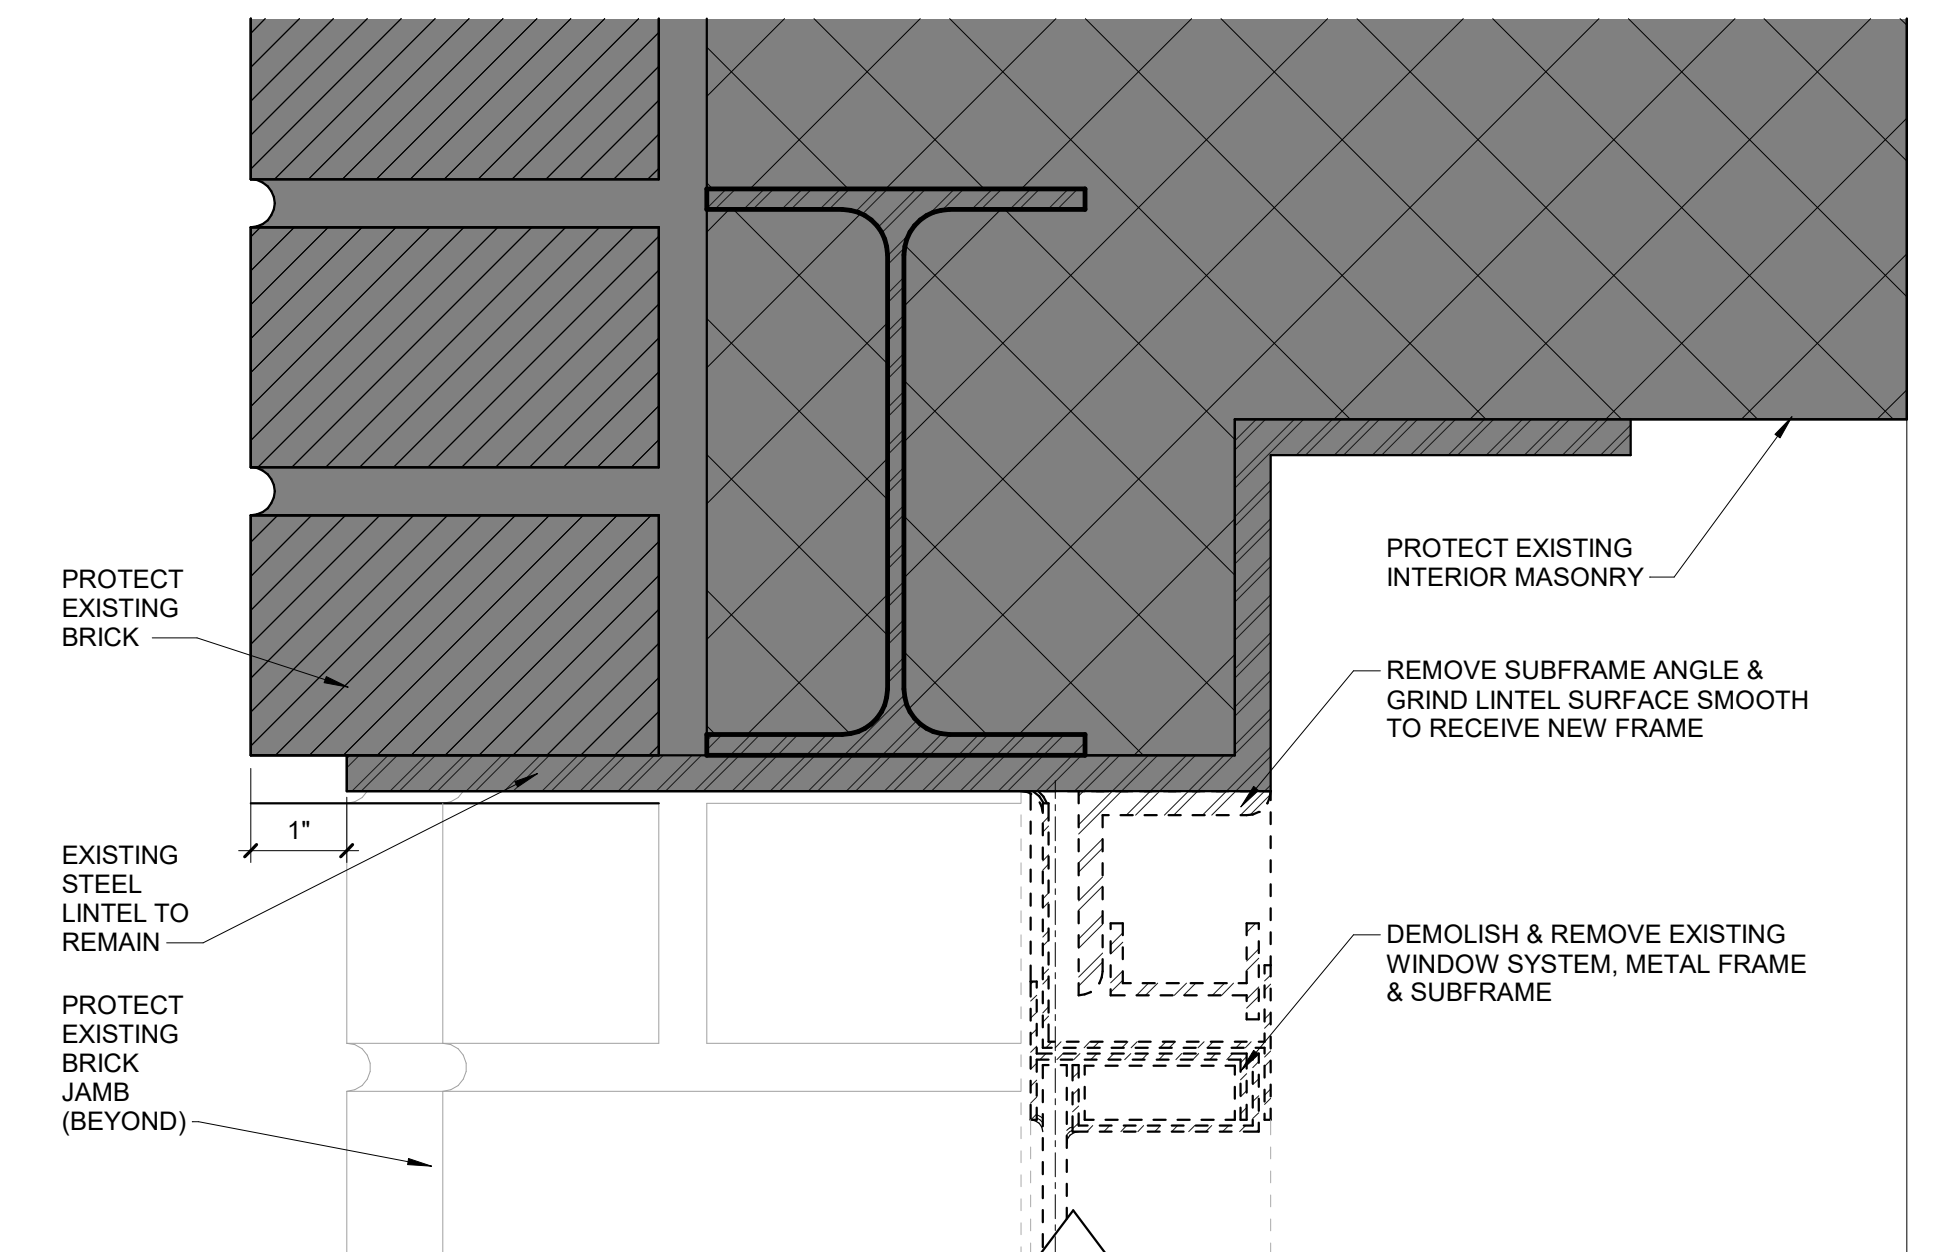 PROTECT
EXISTING
BRICK
1"
EXISTING
STEEL
LINTEL TO
REMAIN
PROTECT
EXISTING
BRICK
JAMB
(BEYOND)
PROTECT EXISTING
INTERIOR MASONRY
REMOVE SUBFRAME ANGLE &
GRIND LINTEL SURFACE SMOOTH
TO RECEIVE NEW FRAME
DEMOLISH & REMOVE EXISTING
WINDOW SYSTEM, METAL FRAME
& SUBFRAME